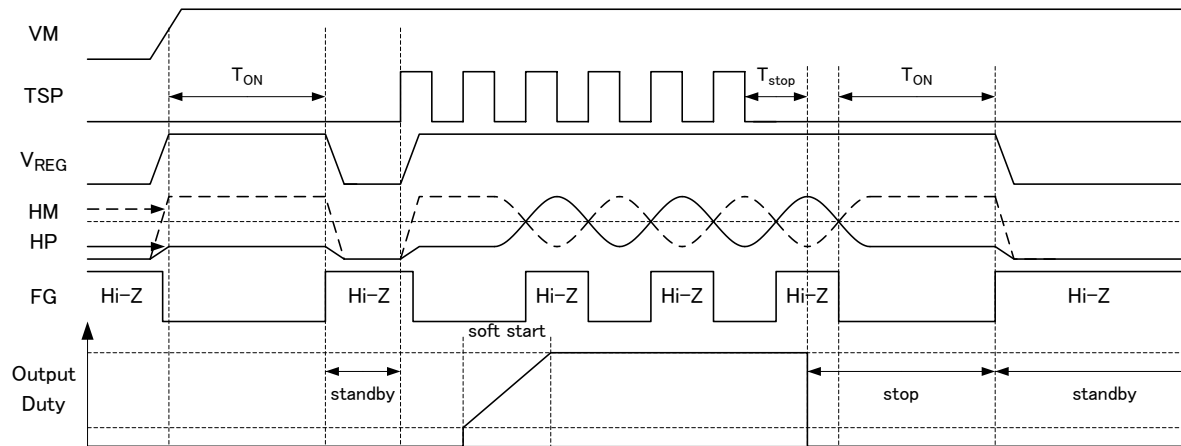 VM
TSP
T_ON
T_stop
T_ON
V_REG
HM
HP
FG
Hi-Z
Hi-Z
Hi-Z
Hi-Z
Hi-Z
Hi-Z
soft start
Output
Duty
standby
stop
standby